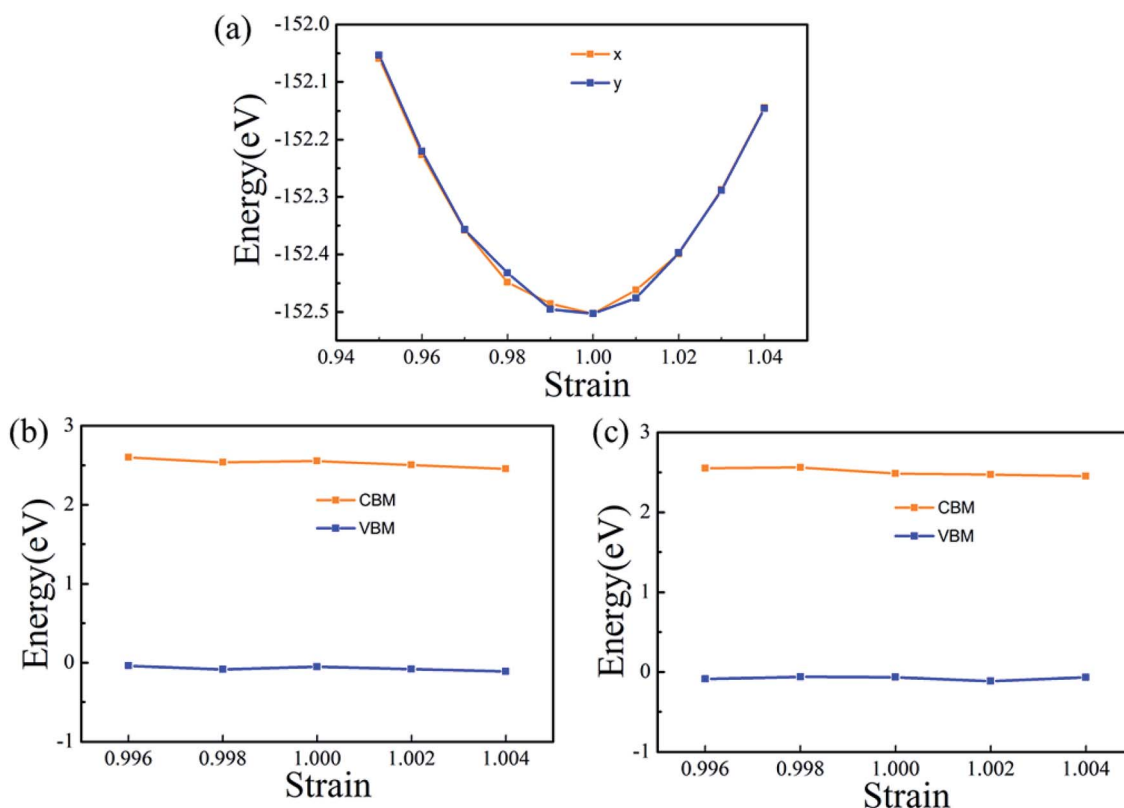 (a)
-152.0
-152.1
-152.2
-152.3
-152.4
-152.5
Energy(eV)
x
y
0.94 0.96 0.98 1.00 1.02 1.04
Strain
(b)
3
2
1
0
-1
Energy(eV)
CBM
VBM
0.996 0.998 1.000 1.002 1.004
Strain
(c)
3
2
1
0
-1
Energy(eV)
CBM
VBM
0.996 0.998 1.000 1.002 1.004
Strain